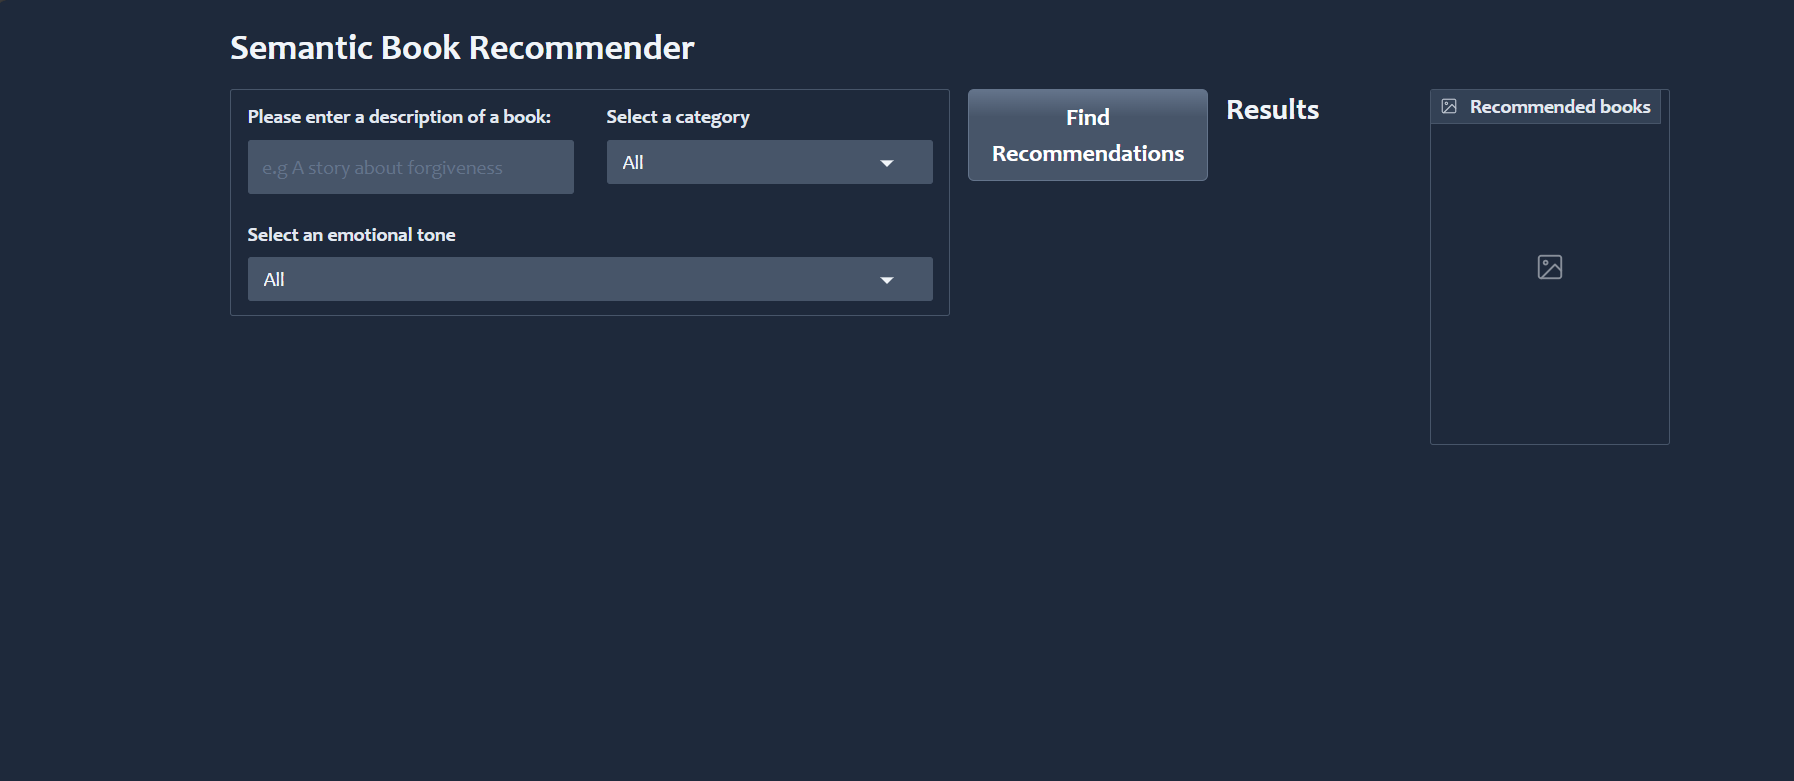 Semantic Book Recommender
Please enter a description of a book:
e.g A story about forgiveness
Select a category
All
Select an emotional tone
All
Find
Recommendations
Results
Recommended books